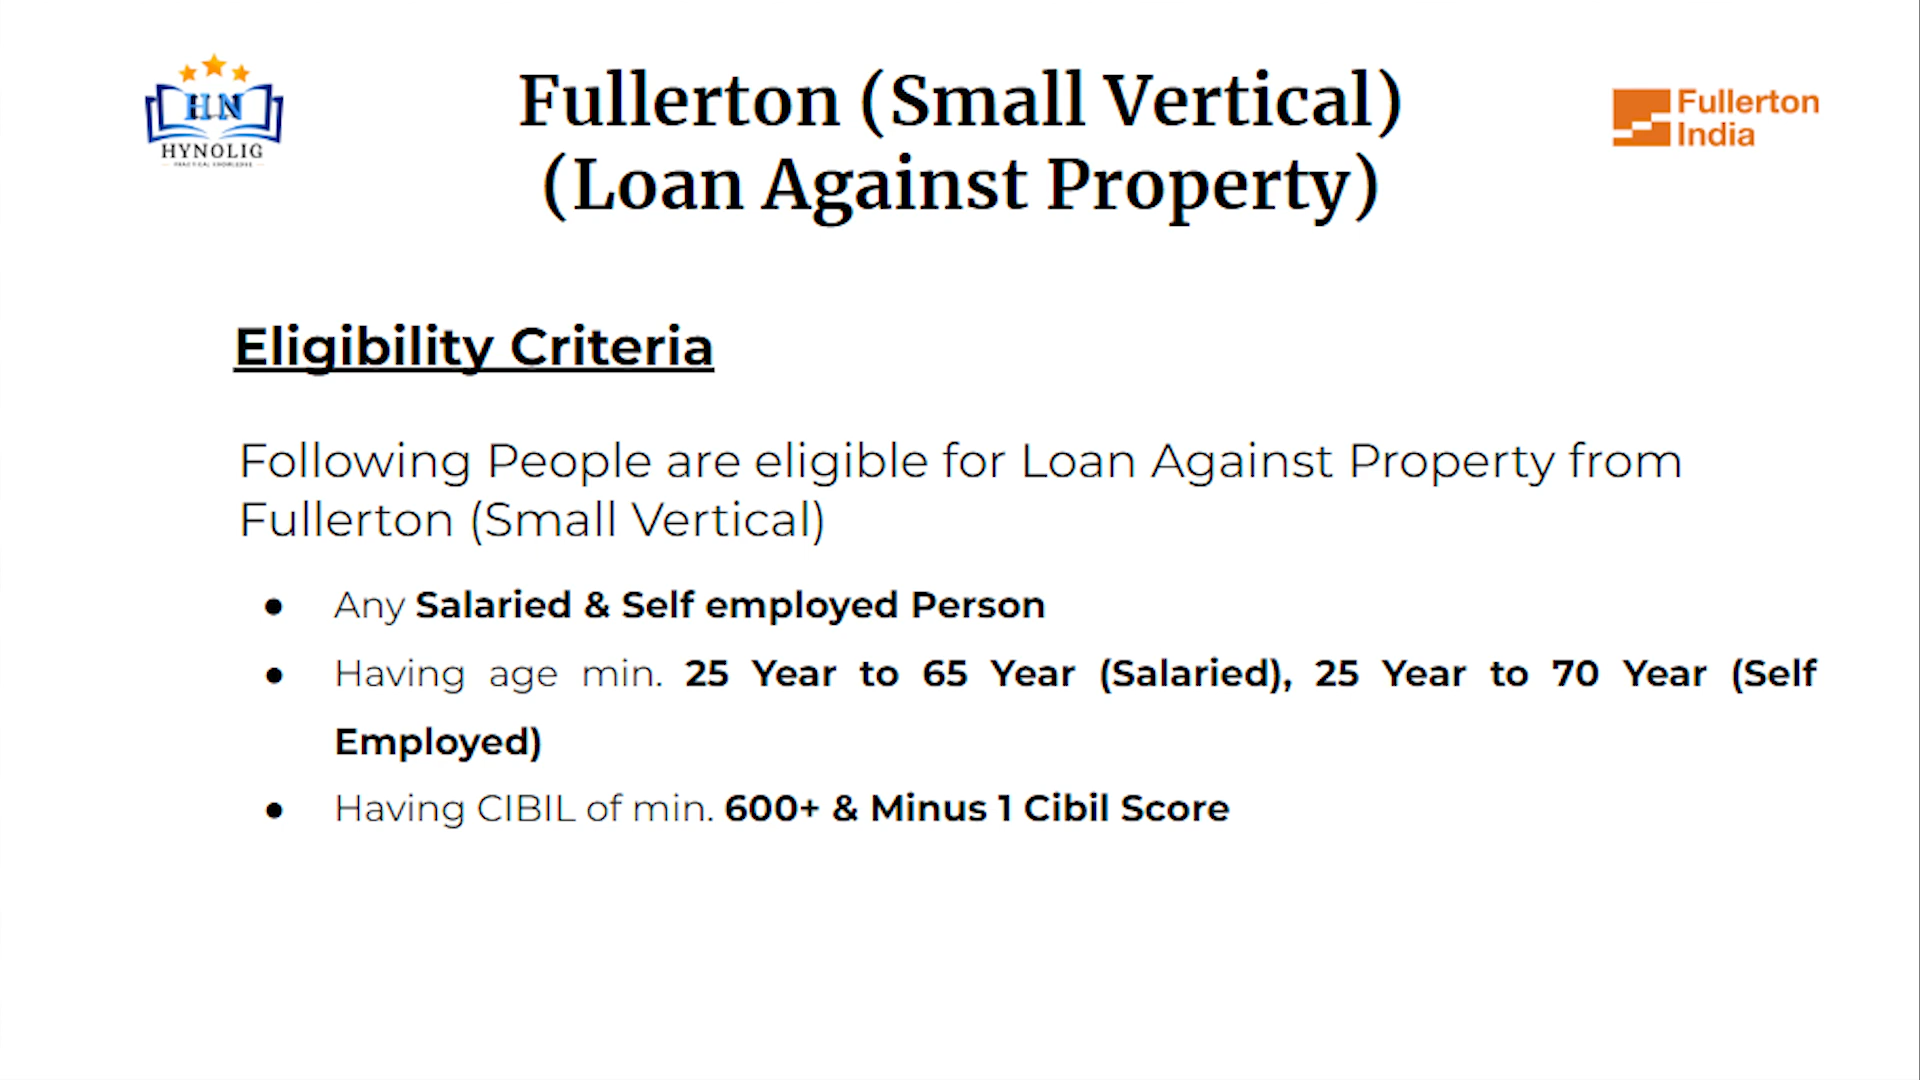 HN
HYNOLIG
PRACTICAL KNOWLEDGE
Fullerton (Small Vertical)
(Loan Against Property)
Fullerton
India
Eligibility Criteria
Following People are eligible for Loan Against Property from
Fullerton (Small Vertical)
● Any Salaried & Self employed Person
● Having age min. 25 Year to 65 Year (Salaried), 25 Year to 70 Year (Self
Employed)
● Having CIBIL of min. 600+ & Minus 1 Cibil Score